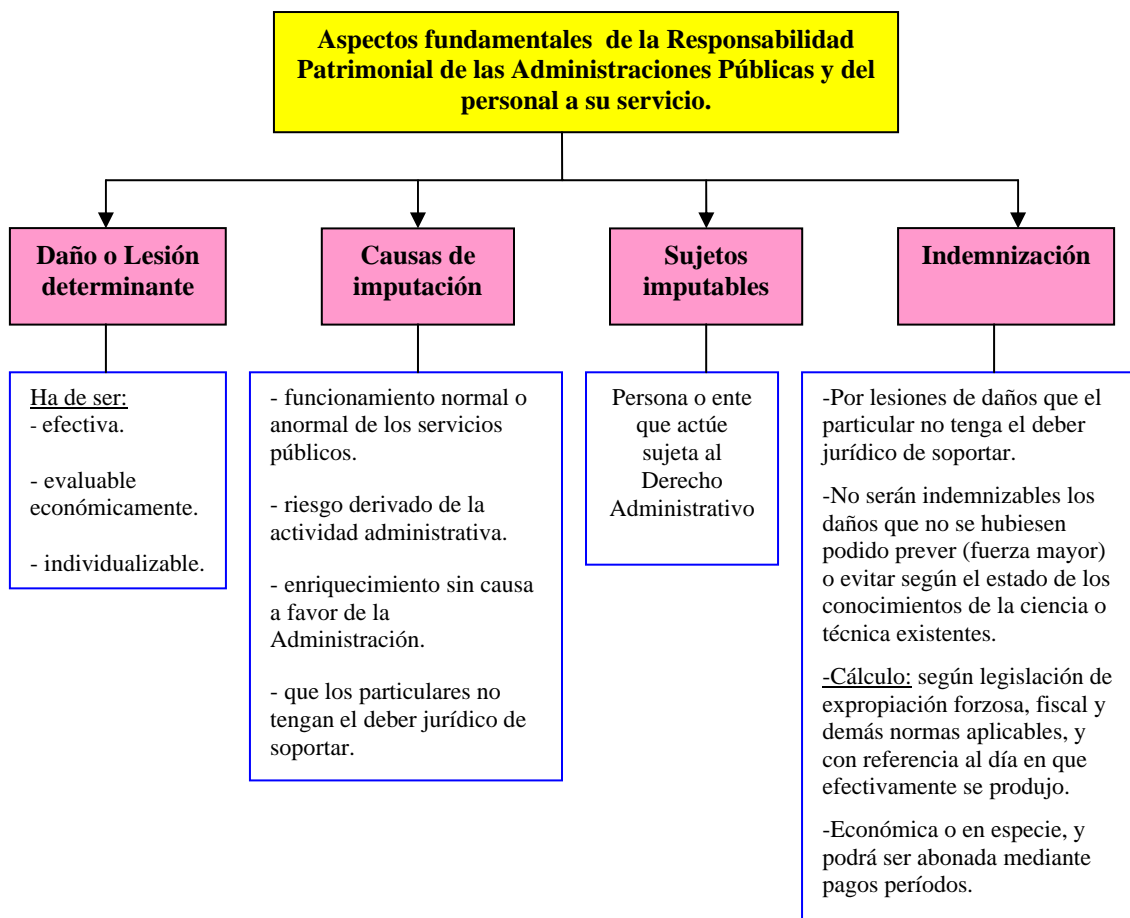 Aspectos fundamentales de la Responsabilidad
Patrimonial de las Administraciones Públicas y del
personal a su servicio.
Daño o Lesión
determinante
Causas de
imputación
Sujetos
imputables
Indemnización
Ha de ser:
- efectiva.
- evaluable
económicamente.
- individualizable.
- funcionamiento normal o
anormal de los servicios
públicos.
- riesgo derivado de la
actividad administrativa.
- enriquecimiento sin causa
a favor de la
Administración.
- que los particulares no
tengan el deber jurídico de
soportar.
Persona o ente
que actúe
sujeta al
Derecho
Administrativo
-Por lesiones de daños que el
particular no tenga el deber
jurídico de soportar.
-No serán indemnizables los
daños que no se hubiesen
podido prever (fuerza mayor)
o evitar según el estado de los
conocimientos de la ciencia o
técnica existentes.
-Cálculo: según legislación de
expropiación forzosa, fiscal y
demás normas aplicables, y
con referencia al día en que
efectivamente se produjo.
-Económica o en especie, y
podrá ser abonada mediante
pagos períodos.